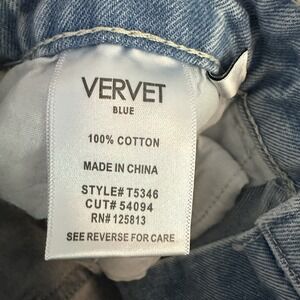 VERVET
BLUE
100% COTTON
MADE IN CHINA
STYLE# T5346
CUT# 54094
RN# 125813
SEE REVERSE FOR CARE